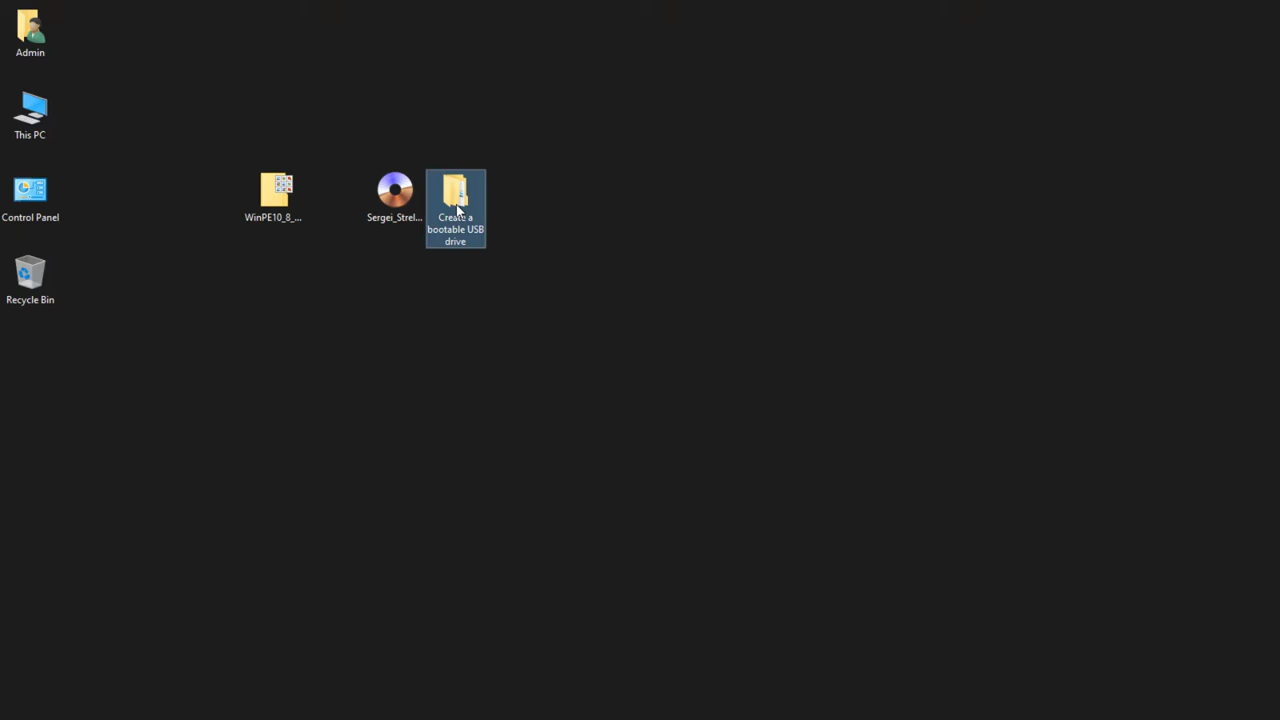 Admin
This PC
Control Panel
Recycle Bin
WinPE10_8_...
Sergei_Strel...
Create a
bootable USB
drive